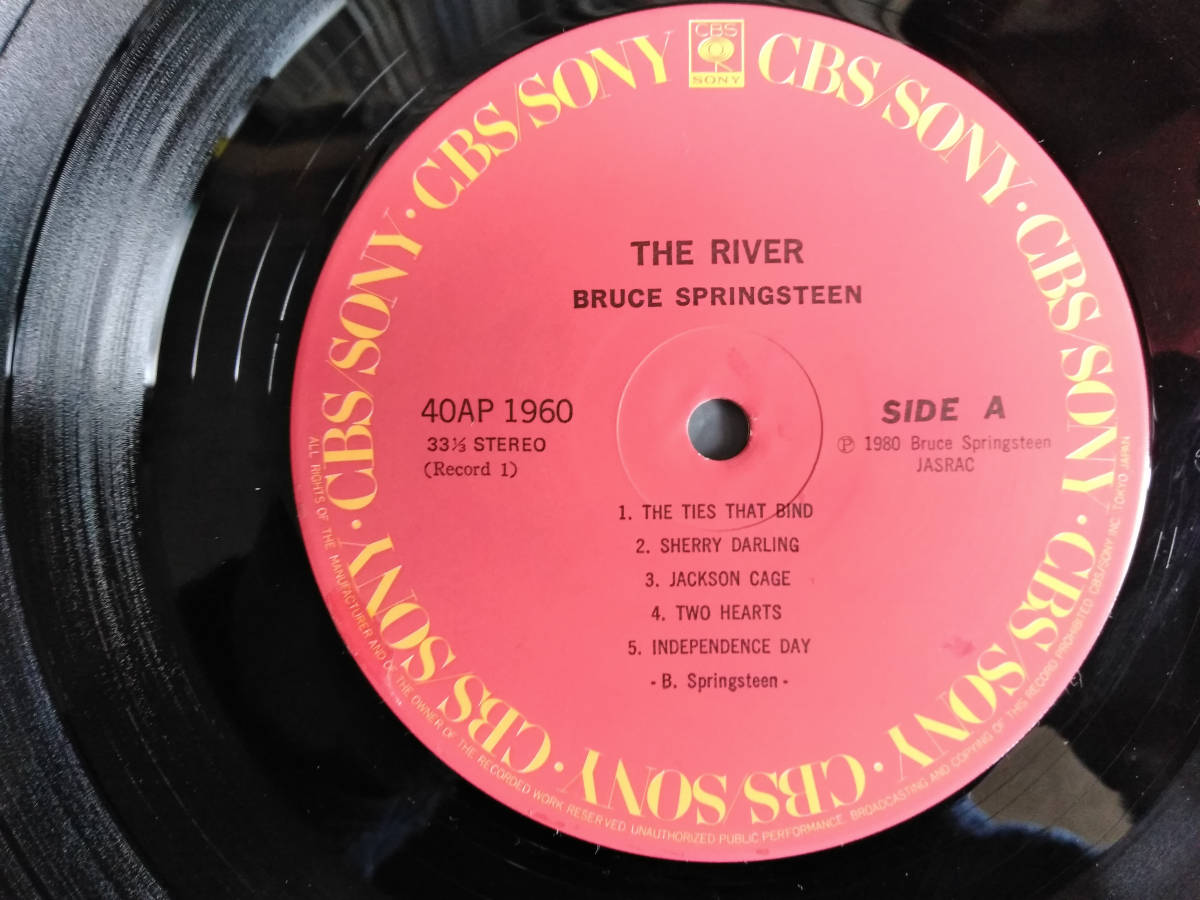 CBS
SONY
CBS/SONY · CBS/SONY · CBS/SONY · CBS/SONY · CBS/SONY · CBS/SONY · CBS/SONY · CBS/SONY
THE RIVER
BRUCE SPRINGSTEEN
40AP 1960
33⅓ STEREO
(Record 1)
SIDE A
℗ 1980 Bruce Springsteen
JASRAC
1. THE TIES THAT BIND
2. SHERRY DARLING
3. JACKSON CAGE
4. TWO HEARTS
5. INDEPENDENCE DAY
- B. Springsteen -
ALL RIGHTS OF THE MANUFACTURER AND OF THE OWNER OF THE RECORDED WORK RESERVED. UNAUTHORIZED PUBLIC PERFORMANCE. BROADCASTING AND COPYING OF THIS RECORD PROHIBITED CBS/SONY INC. TOKYO JAPAN